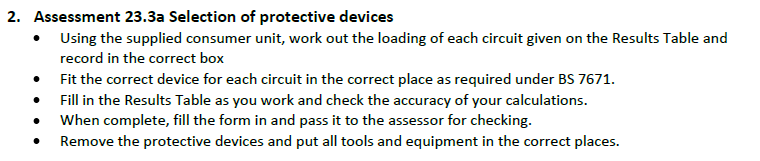 2. Assessment 23.3a Selection of protective devices
• Using the supplied consumer unit, work out the loading of each circuit given on the Results Table and
record in the correct box
• Fit the correct device for each circuit in the correct place as required under BS 7671.
• Fill in the Results Table as you work and check the accuracy of your calculations.
• When complete, fill the form in and pass it to the assessor for checking.
• Remove the protective devices and put all tools and equipment in the correct places.